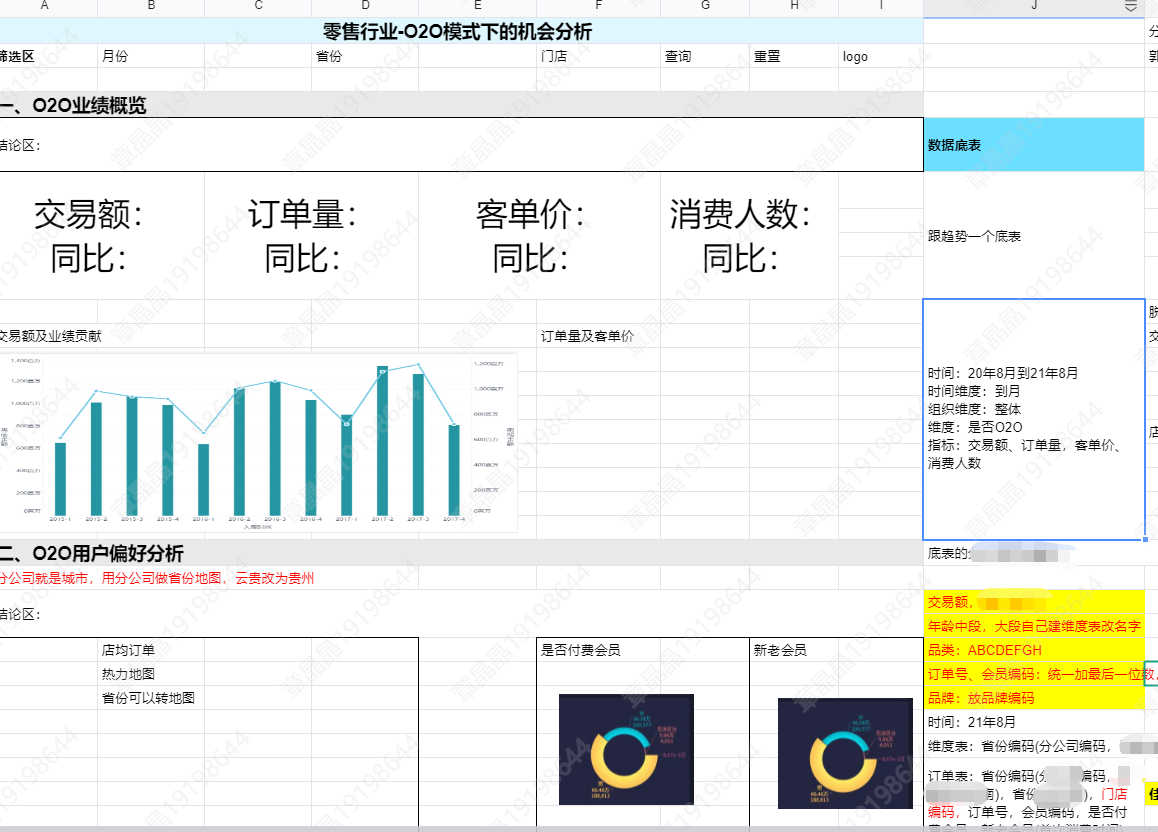 A B C D E F G H I J
零售行业-O2O模式下的机会分析
筛选区 月份 省份 门店 查询 重置 logo
一、O2O业绩概览
结论区：
数据底表
交易额： 订单量： 客单价： 消费人数：
同比： 同比： 同比： 同比：
跟趋势一个底表
交易额及业绩贡献 订单量及客单价
时间：20年8月到21年8月
时间维度：到月
组织维度：整体
维度：是否O2O
指标：交易额、订单量，客单价、
消费人数
2015-1 2015-2 2015-3 2015-4 2016-1 2016-2 2016-3 2016-4 2017-1 2017-2 2017-3 2017-4
二、O2O用户偏好分析
底表的
分公司就是城市，用分公司做省份地图，云贵改为贵州
结论区：
交易额，
年龄中段，大段自己建维度表改名字
店均订单 是否付费会员 新老会员
品类：ABCDEFGH
热力地图
订单号、会员编码：统一加最后一位数，
省份可以转地图
品牌：放品牌编码
时间：21年8月
维度表：省份编码(分公司编码，
订单表：省份编码( 编码，
南)，省份 )，门店
编码，订单号，会员编码，是否付
章晶晶19198644